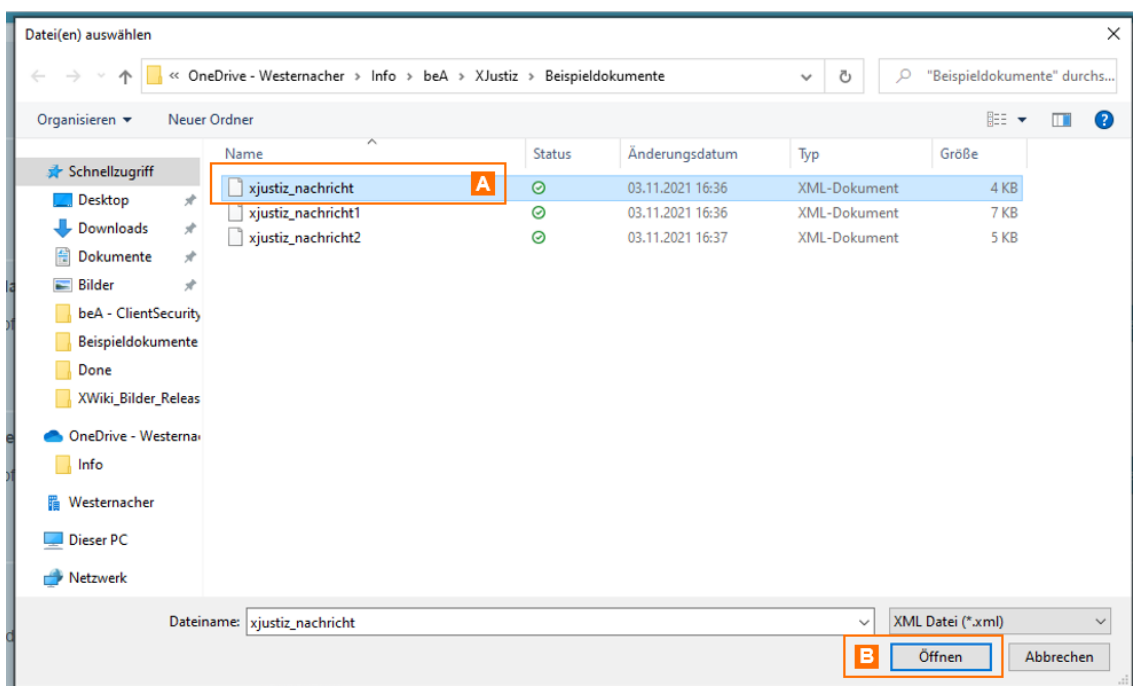 Datei(en) auswählen
« OneDrive - Westernacher › Info › beA › XJustiz › Beispieldokumente
"Beispieldokumente" durchs...
Organisieren
Neuer Ordner
Name Status Änderungsdatum Typ Größe
xjustiz_nachricht A 03.11.2021 16:36 XML-Dokument 4 KB
xjustiz_nachricht1 03.11.2021 16:36 XML-Dokument 7 KB
xjustiz_nachricht2 03.11.2021 16:37 XML-Dokument 5 KB
Schnellzugriff
Desktop
Downloads
Dokumente
Bilder
beA - ClientSecurity
Beispieldokumente
Done
XWiki_Bilder_Releas
OneDrive - Westerna
Info
Westernacher
Dieser PC
Netzwerk
Dateiname: xjustiz_nachricht XML Datei (*.xml)
B Öffnen Abbrechen